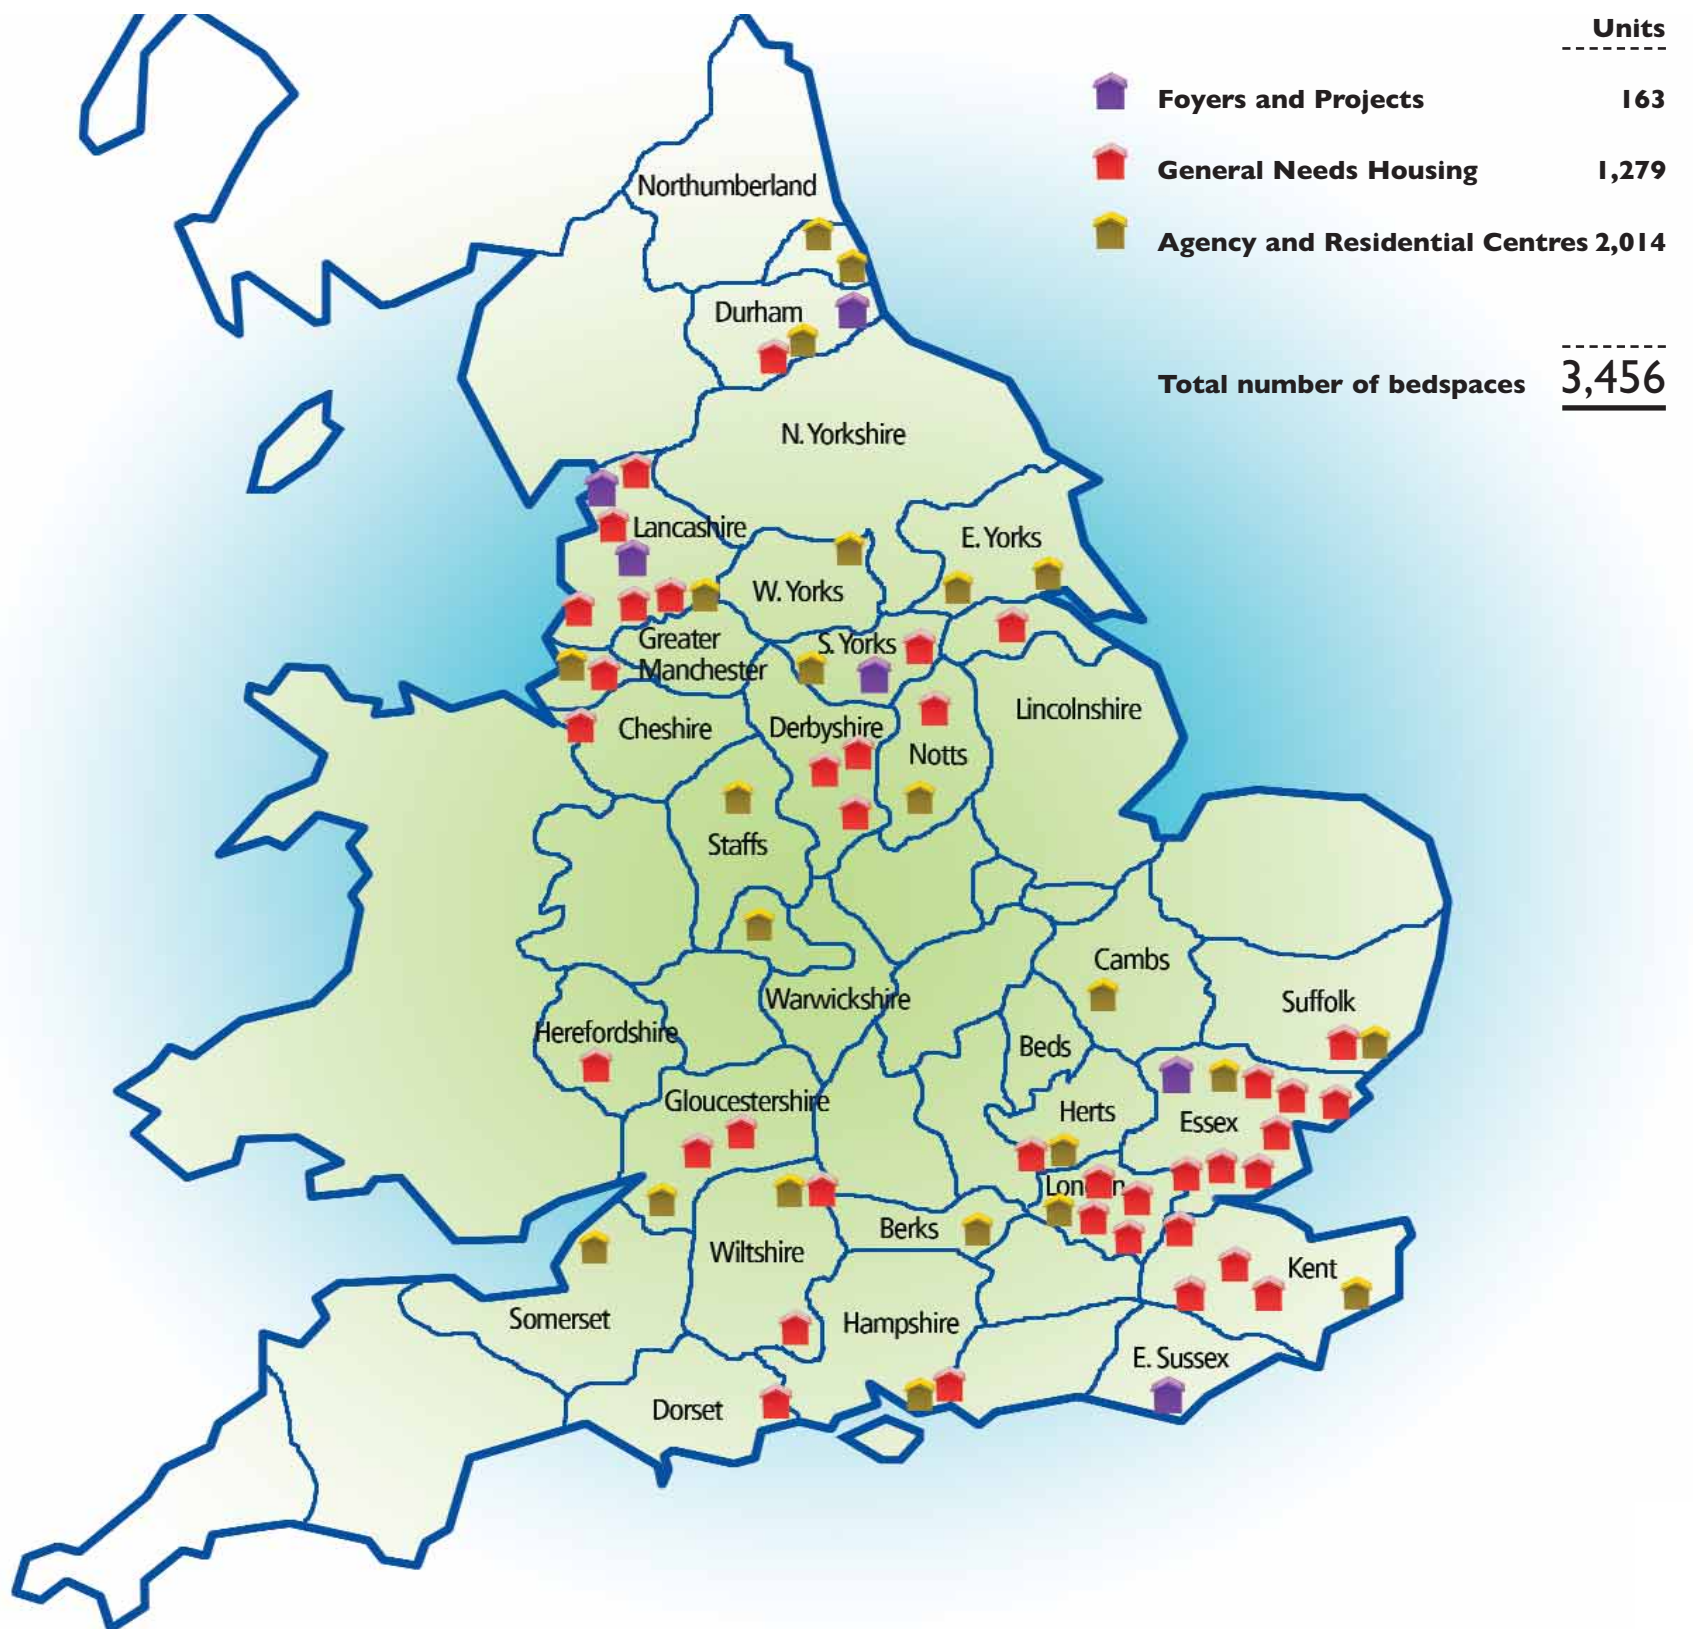 Units
Foyers and Projects 163
General Needs Housing 1,279
Agency and Residential Centres 2,014
Total number of bedspaces 3,456
Northumberland
Durham
N. Yorkshire
Lancashire
E. Yorks
W. Yorks
Greater
Manchester
S. Yorks
Cheshire
Derbyshire
Lincolnshire
Notts
Staffs
Cambs
Warwickshire
Suffolk
Herefordshire
Beds
Gloucestershire
Herts
Essex
London
Berks
Wiltshire
Kent
Somerset
Hampshire
E. Sussex
Dorset